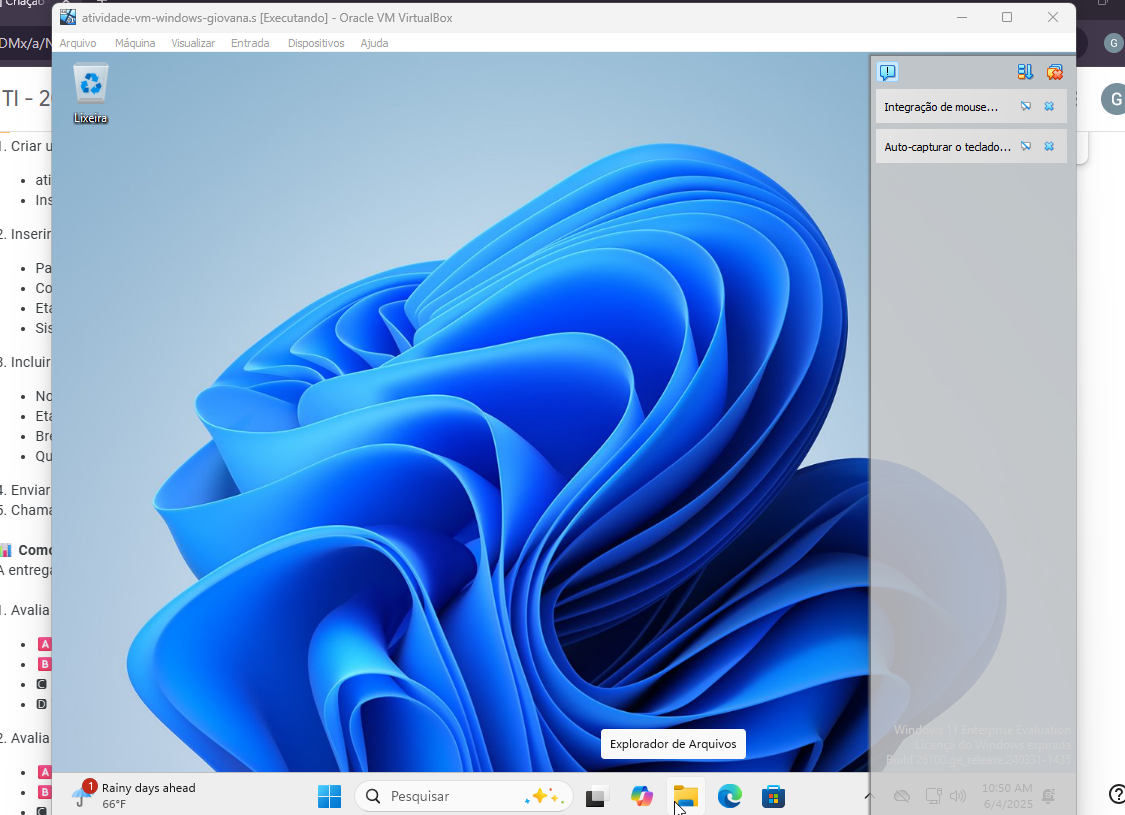 Criação
atividade-vm-windows-giovana.s [Executando] - Oracle VM VirtualBox
DMx/a/N
G
Arquivo Máquina Visualizar Entrada Dispositivos Ajuda
TI - 2
G
Lixeira
Integração de mouse...
Auto-capturar o teclado...
1. Criar u
ati
Ins
2. Inserir
Pa
Co
Eta
Sis
3. Incluir
No
Eta
Bre
Qu
4. Enviar
5. Chama
Como
A entrega
1. Avalia
A
B
C
D
2. Avalia
A
B
C
Explorador de Arquivos
Windows 11 Enterprise Evaluation
Licença do Windows expirada
Build 26100.ge_release.240331-1435
1
Rainy days ahead
66°F
Pesquisar
10:50 AM
6/4/2025